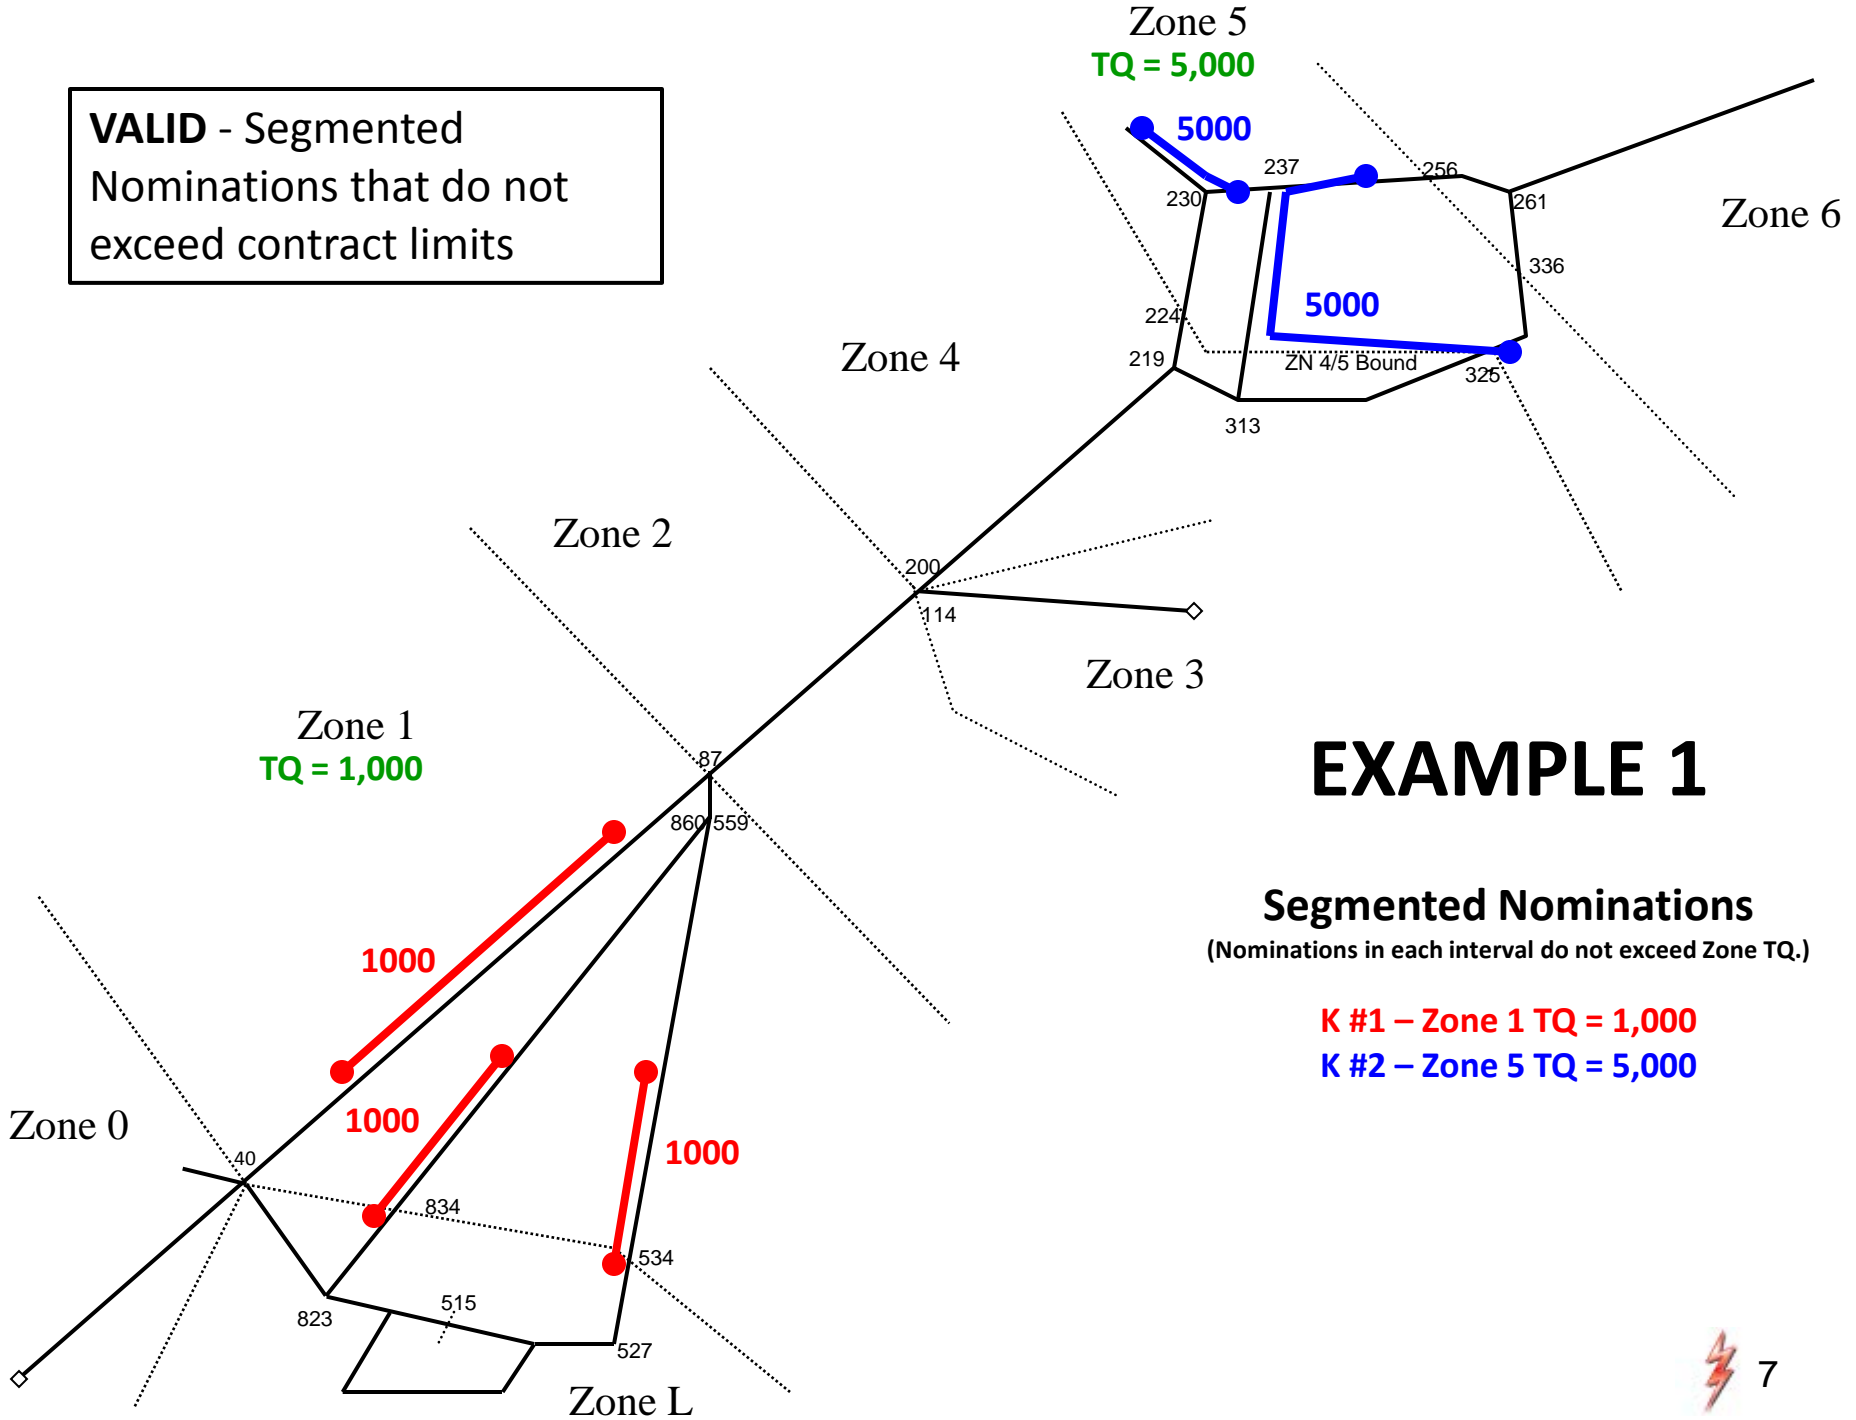 Zone 5
TQ = 5,000
VALID - Segmented
Nominations that do not
exceed contract limits
5000
237
256
230
261
Zone 6
336
5000
224
Zone 4
219
ZN 4/5 Bound
325
313
Zone 2
200
114
Zone 3
Zone 1
TQ = 1,000
87
EXAMPLE 1
860
559
Segmented Nominations
(Nominations in each interval do not exceed Zone TQ.)
1000
K #1 – Zone 1 TQ = 1,000
K #2 – Zone 5 TQ = 5,000
Zone 0
1000
1000
40
834
534
515
823
527
Zone L
7